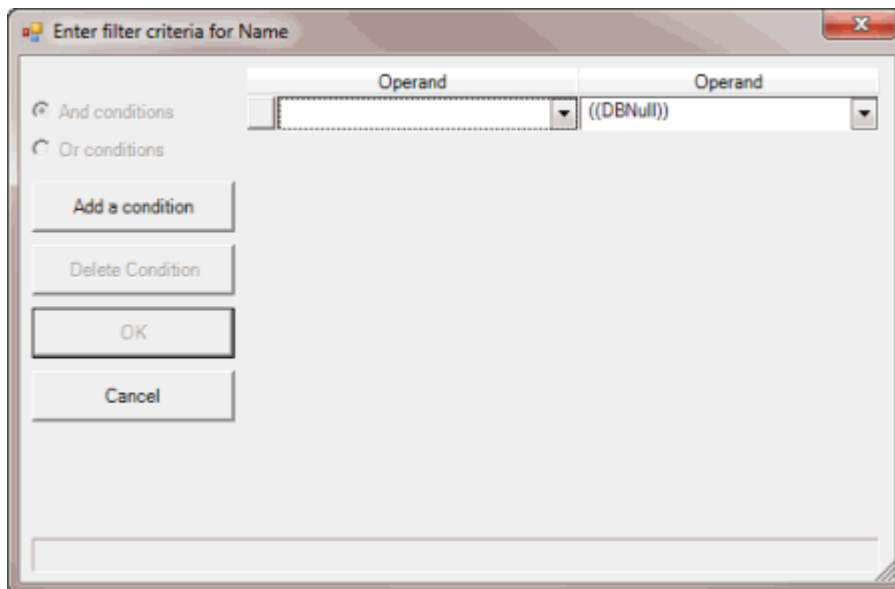 Enter filter criteria for Name
Operand Operand
And conditions
((DBNull))
Or conditions
Add a condition
Delete Condition
OK
Cancel